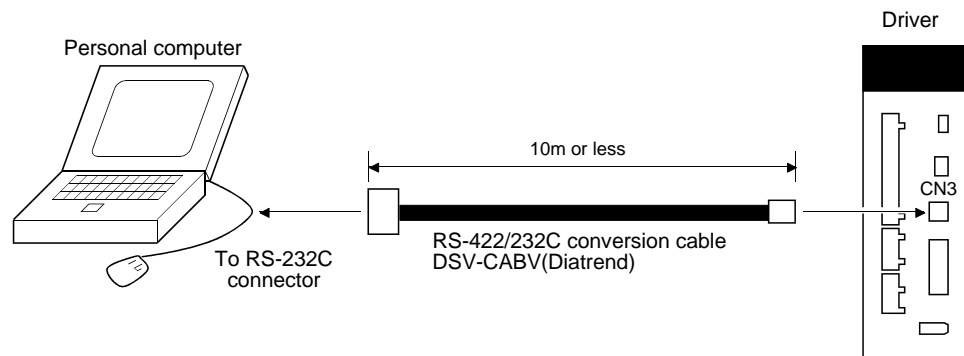 Driver
Personal computer
10m or less
CN3
RS-422/232C conversion cable
DSV-CABV(Diatrend)
To RS-232C
connector